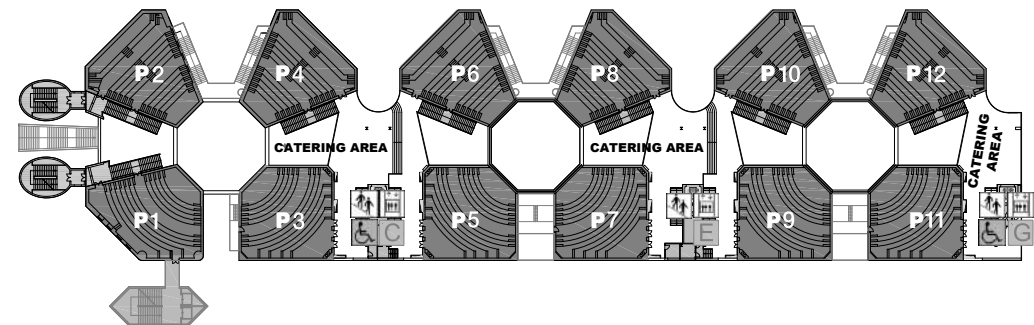 P2
P4
P6
P8
P10
P12
CATERING AREA
CATERING AREA
CATERING
AREA
P1
P3
C
P5
P7
E
P9
P11
G